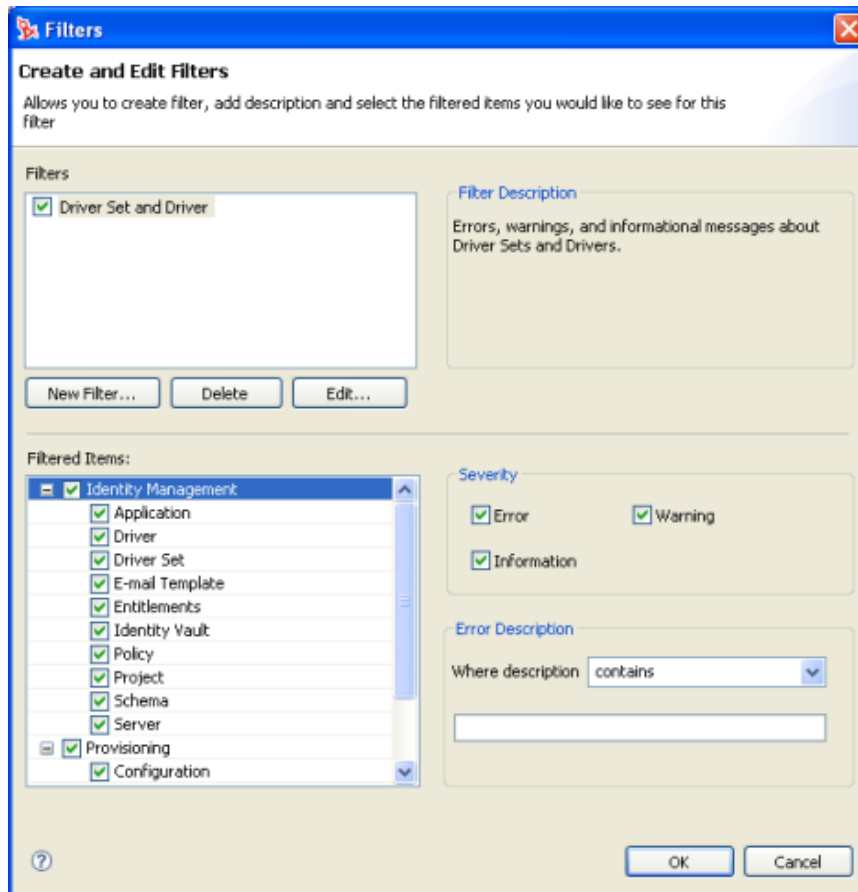 Filters
Create and Edit Filters
Allows you to create filter, add description and select the filtered items you would like to see for this
filter
Filters
Driver Set and Driver
Filter Description
Errors, warnings, and informational messages about
Driver Sets and Drivers.
New Filter...
Delete
Edit...
Filtered Items:
Identity Management
Application
Driver
Driver Set
E-mail Template
Entitlements
Identity Vault
Policy
Project
Schema
Server
Provisioning
Configuration
Severity
Error
Warning
Information
Error Description
Where description
contains
?
OK
Cancel